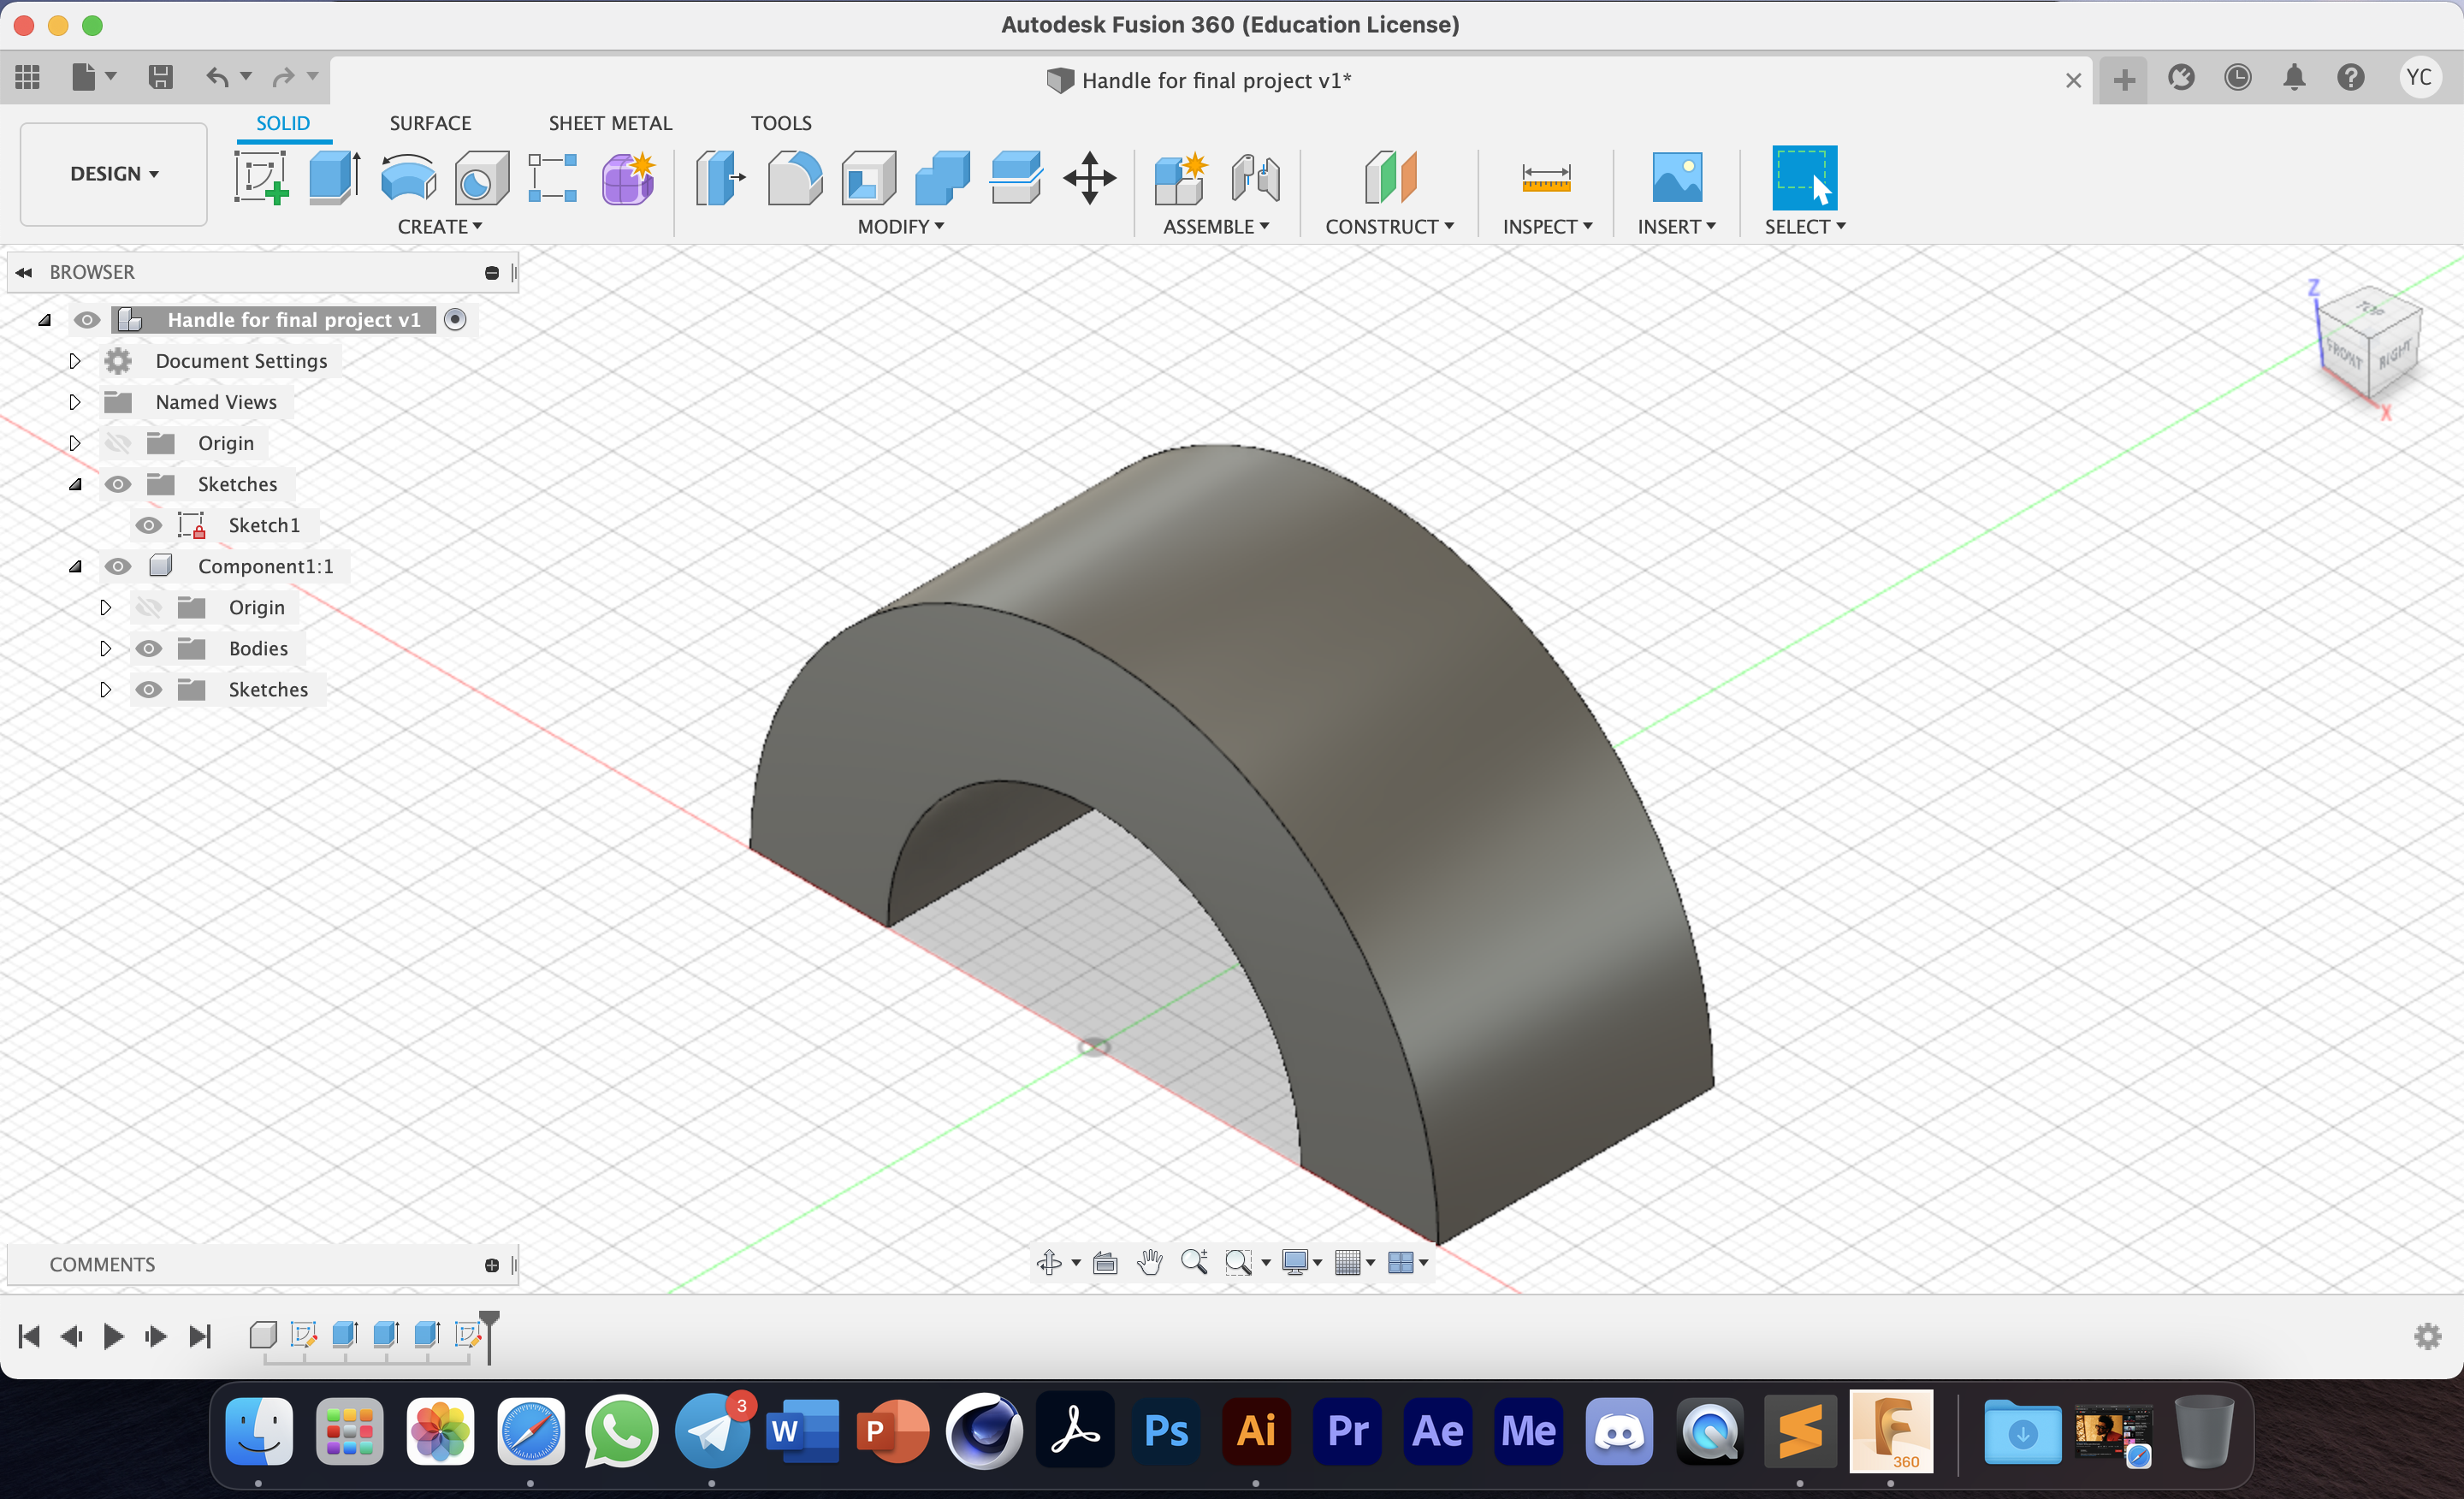 Autodesk Fusion 360 (Education License)
Handle for final project v1*
YC
SOLID SURFACE SHEET METAL TOOLS
DESIGN
CREATE MODIFY ASSEMBLE CONSTRUCT INSPECT INSERT SELECT
BROWSER
Handle for final project v1
Document Settings
Named Views
Origin
Sketches
Sketch1
Component1:1
Origin
Bodies
Sketches
Z
TOP
FRONT RIGHT
X
COMMENTS
3
W P Ps Ai Pr Ae Me
360